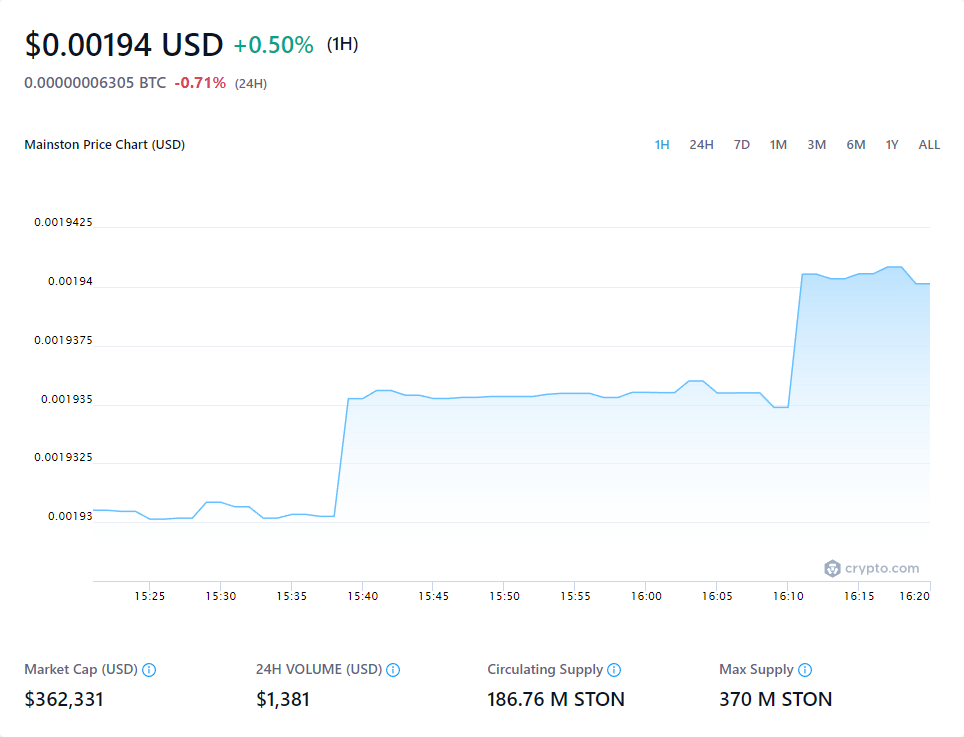 $0.00194 USD +0.50% (1H)
0.00000006305 BTC -0.71% (24H)
Mainston Price Chart (USD)
1H 24H 7D 1M 3M 6M 1Y ALL
0.0019425
0.00194
0.0019375
0.001935
0.0019325
0.00193
crypto.com
15:25 15:30 15:35 15:40 15:45 15:50 15:55 16:00 16:05 16:10 16:15 16:20
Market Cap (USD) 24H VOLUME (USD) Circulating Supply Max Supply
$362,331 $1,381 186.76 M STON 370 M STON